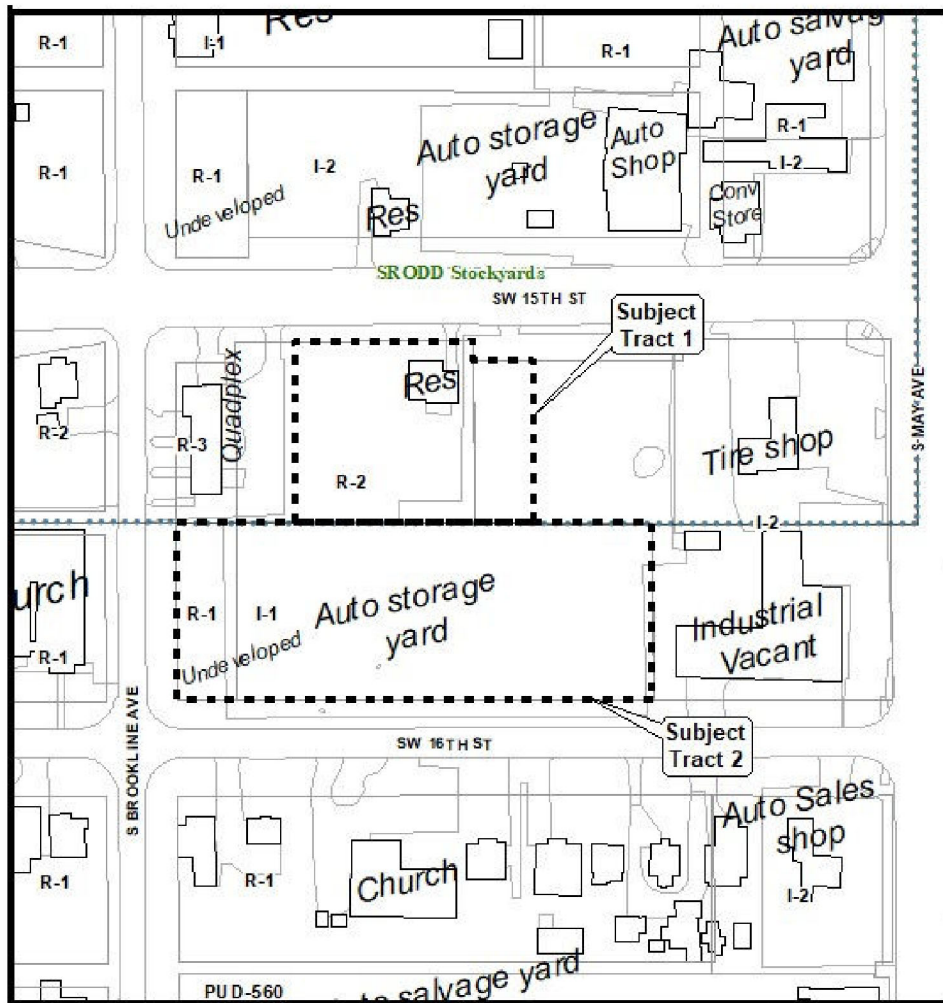 R-1
I-1
Res
R-1
Auto salvag
yard
R-1
R-1
Undeveloped
I-2
Res
Auto storage
yard
Auto
Shop
R-1
I-2
Conv
Store
SRODD Stockyards
SW 15TH ST
Subject
Tract 1
S MAY AVE
R-2
R-3
Quadplex
Res
R-2
Tire shop
I-2
urch
R-1
R-1
Undeveloped
I-1
Auto storage
yard
Industrial
Vacant
S BROOKLINE AVE
SW 16TH ST
Subject
Tract 2
R-1
R-1
Church
Auto Sales
shop
I-2
PUD-560
to salvage yard